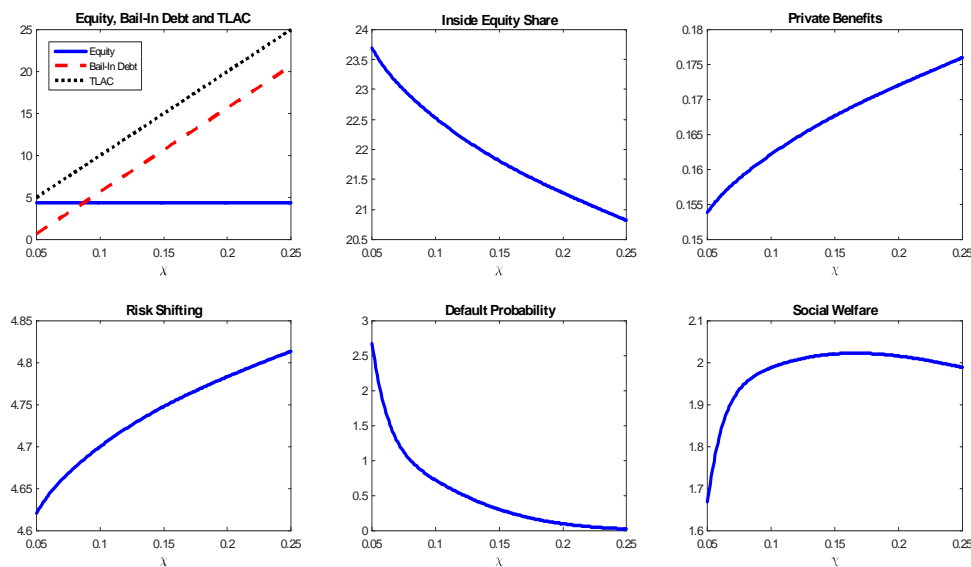 Equity, Bail-In Debt and TLAC
25
20
15
10
5
0
Equity
Bail-In Debt
TLAC
0.05 0.1 0.15 0.2 0.25
χ
Inside Equity Share
24
23.5
23
22.5
22
21.5
21
20.5
0.05 0.1 0.15 0.2 0.25
χ
Private Benefits
0.18
0.175
0.17
0.165
0.16
0.155
0.15
0.05 0.1 0.15 0.2 0.25
χ
Risk Shifting
4.85
4.8
4.75
4.7
4.65
4.6
0.05 0.1 0.15 0.2 0.25
χ
Default Probability
3
2.5
2
1.5
1
0.5
0
0.05 0.1 0.15 0.2 0.25
χ
Social Welfare
2.1
2
1.9
1.8
1.7
1.6
0.05 0.1 0.15 0.2 0.25